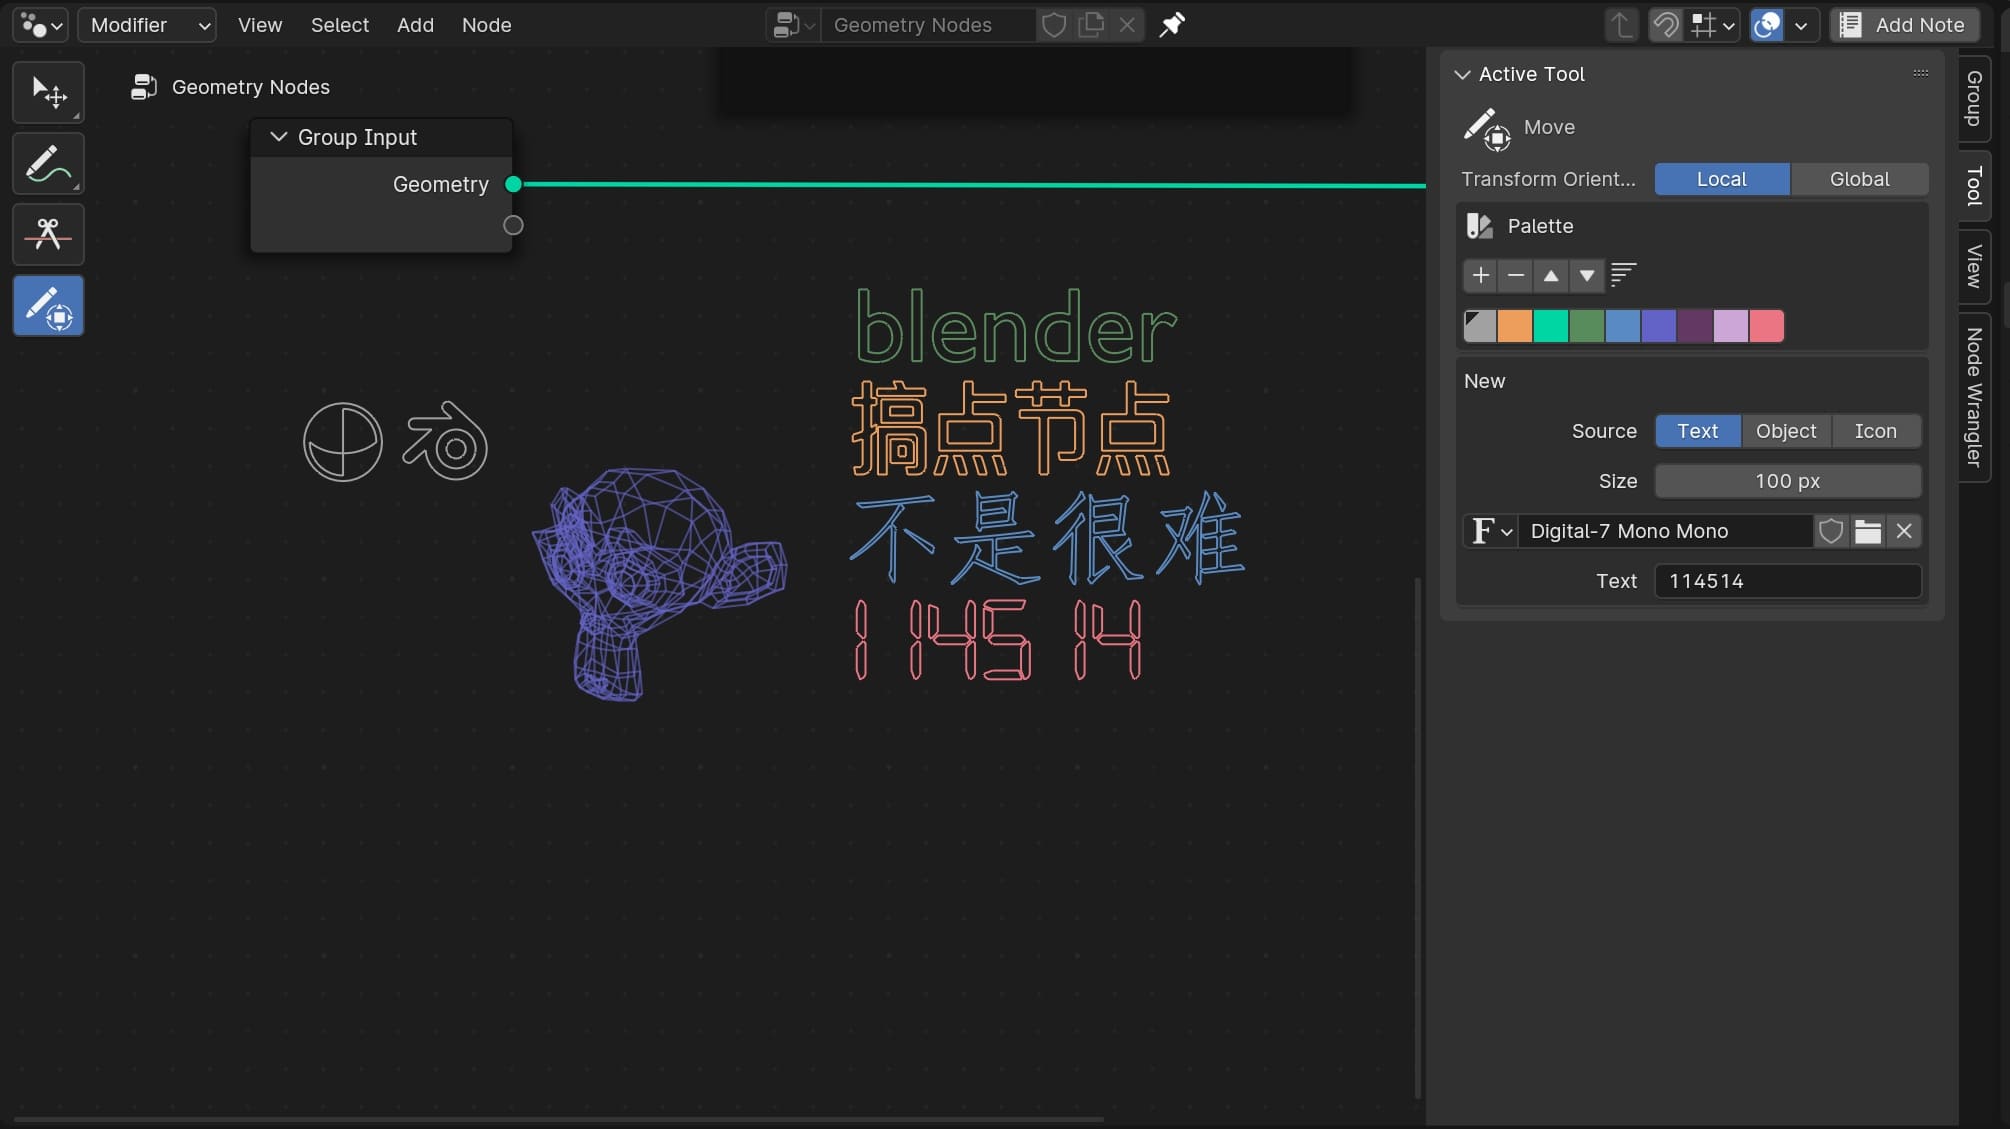 Modifier View Select Add Node Geometry Nodes Add Note
Geometry Nodes
Group Input
Geometry
blender
搞点节点
不是很难
114514
Active Tool
Move
Transform Orient... Local Global
Palette
New
Source Text Object Icon
Size 100 px
F Digital-7 Mono Mono
Text 114514
Group
Tool
View
Node Wrangler